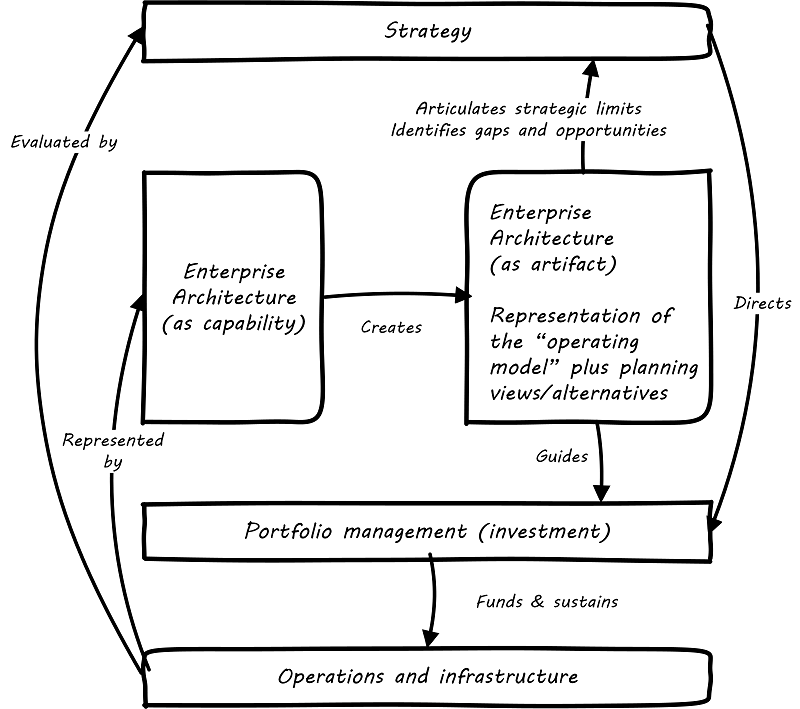 Strategy
Articulates strategic limits
Identifies gaps and opportunities
Evaluated by
Enterprise
Architecture
(as capability)
Creates
Enterprise
Architecture
(as artifact)
Representation of
the “operating
model” plus planning
views/alternatives
Directs
Represented
by
Guides
Portfolio management (investment)
Funds & sustains
Operations and infrastructure